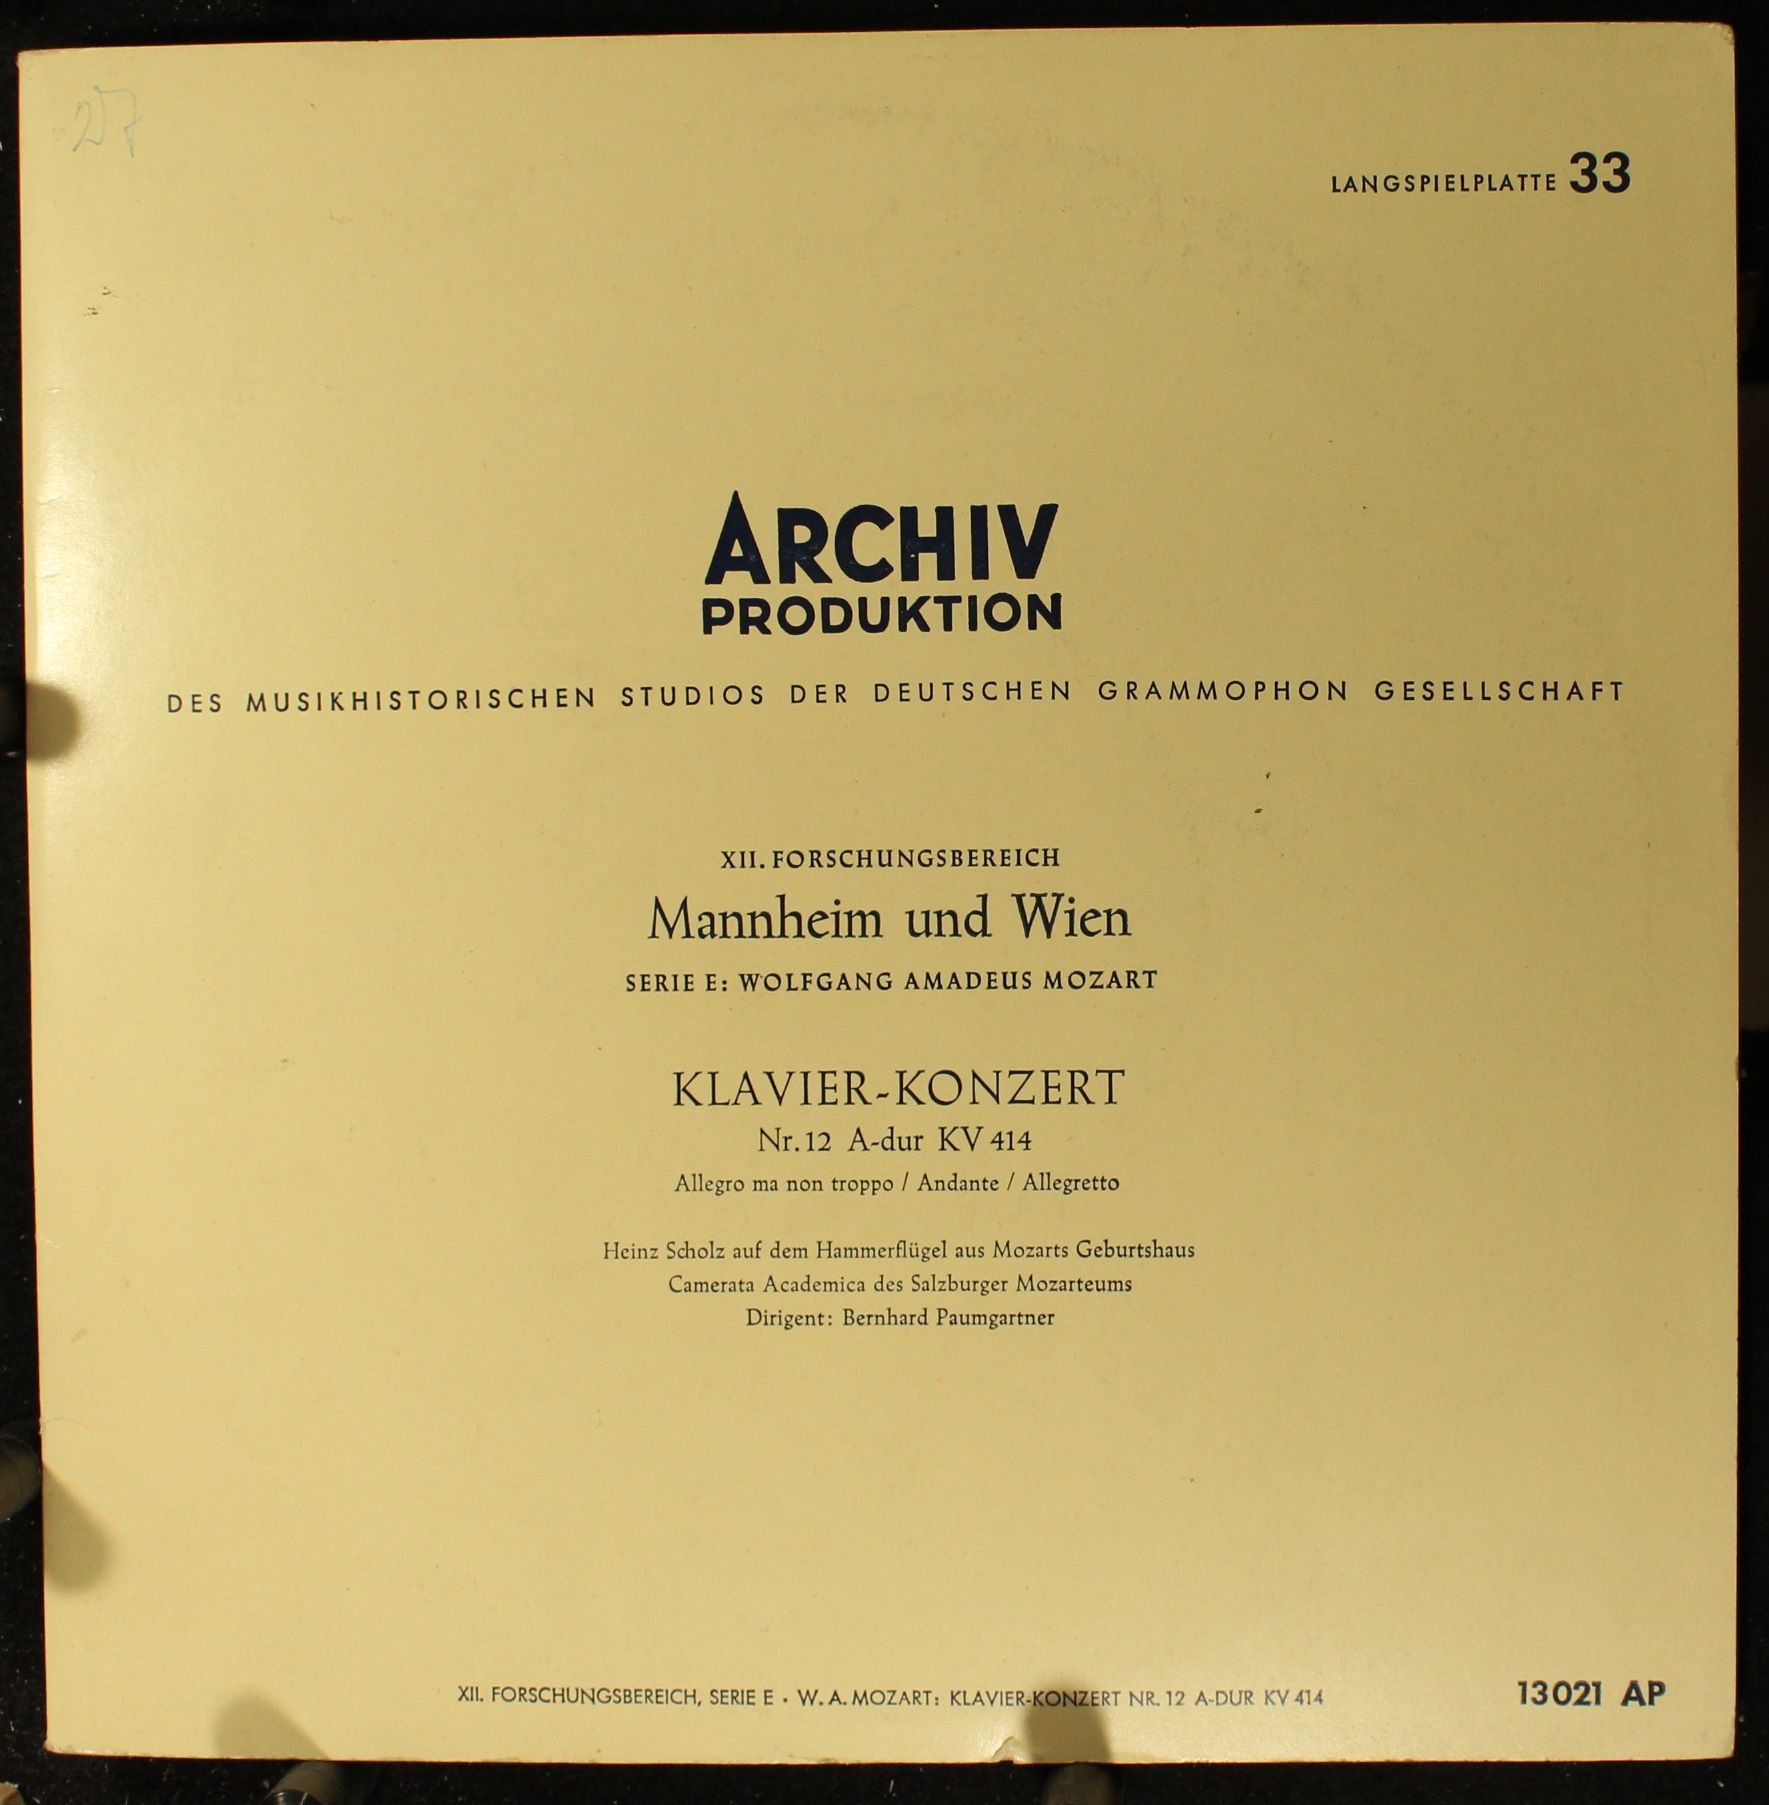 27
LANGSPIELPLATTE 33
ARCHIV
PRODUKTION
DES MUSIKHISTORISCHEN STUDIOS DER DEUTSCHEN GRAMMOPHON GESELLSCHAFT
XII. FORSCHUNGSBEREICH
Mannheim und Wien
SERIE E: WOLFGANG AMADEUS MOZART
KLAVIER-KONZERT
Nr. 12 A-dur KV 414
Allegro ma non troppo / Andante / Allegretto
Heinz Scholz auf dem Hammerflügel aus Mozarts Geburtshaus
Camerata Academica des Salzburger Mozarteums
Dirigent: Bernhard Paumgartner
XII. FORSCHUNGSBEREICH, SERIE E · W. A. MOZART: KLAVIER-KONZERT NR. 12 A-DUR KV 414
13021 AP